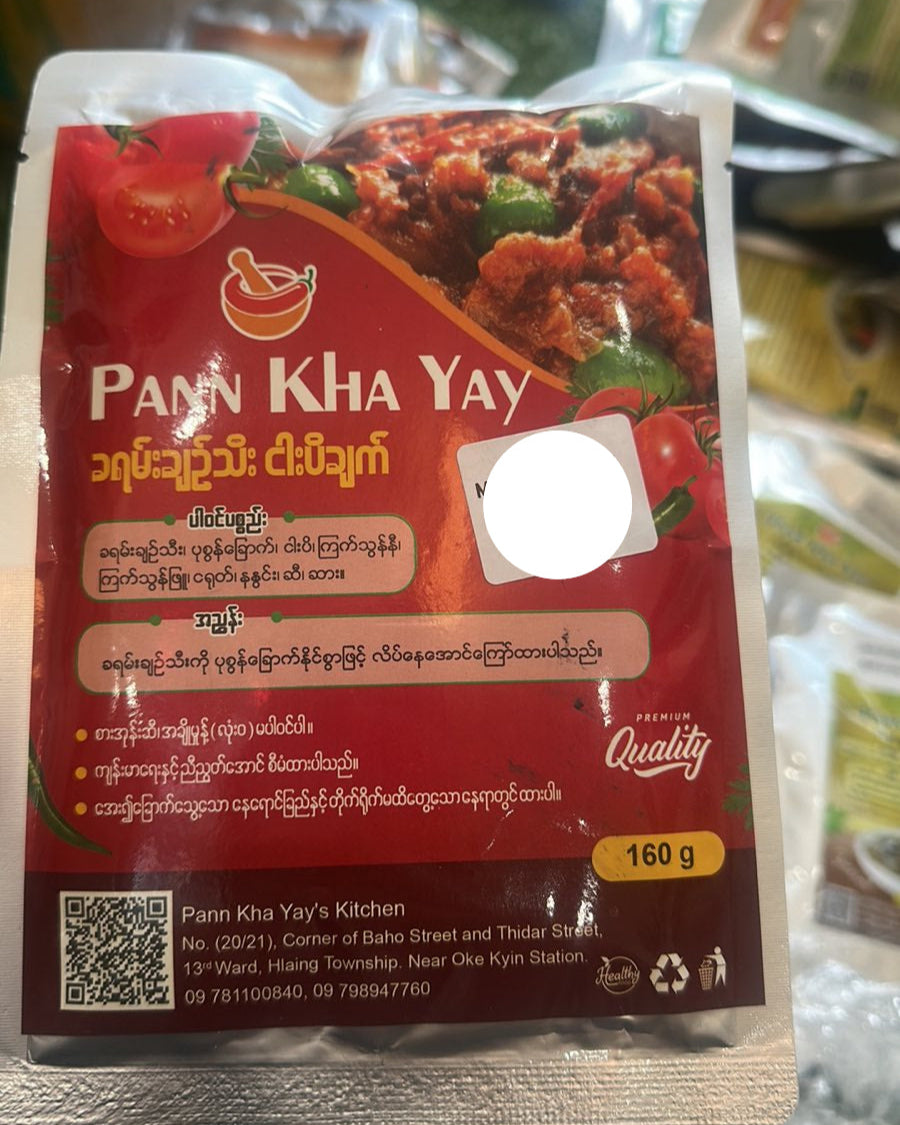 Pann Kha Yay
ခရမ်းချဉ်သီး ငါးပိချက်
ပါဝင်ပစ္စည်း
ခရမ်းချဉ်သီး၊ ပုစွန်ခြောက်၊ ငါးပိ၊ ကြက်သွန်နီ၊
ကြက်သွန်ဖြူ၊ ငရုတ်၊ နနွင်း၊ ဆီ၊ ဆား။
အညွှန်း
ခရမ်းချဉ်သီးကို ပုစွန်ခြောက်နိုင်စွာဖြင့် လိပ်နေအောင်ကြော်ထားပါသည်။
စားအုန်းဆီ၊ အချိုမှုန့် (လုံးဝ) မပါဝင်ပါ။
ကျန်းမာရေးနှင့်ညီညွတ်အောင် စီမံထားပါသည်။
အေး၍ခြောက်သွေ့သော နေရောင်ခြည်နှင့်တိုက်ရိုက်မထိတွေ့သောနေရာတွင်ထားပါ။
PREMIUM
Quality
160 g
Pann Kha Yay's Kitchen
No. (20/21), Corner of Baho Street and Thidar Street,
13rd Ward, Hlaing Township. Near Oke Kyin Station.
09 781100840, 09 798947760
Healthy